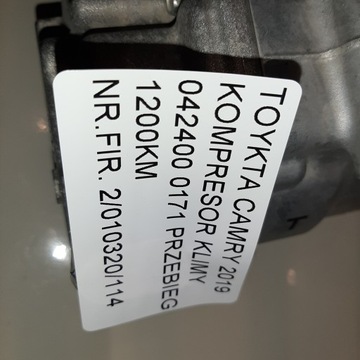 TOYKTA CAMRY 2019
KOMPRESOR KLIMY
042400 0171 PRZEBIEG
1200KM
NR.FIR. 2/010320/114
K